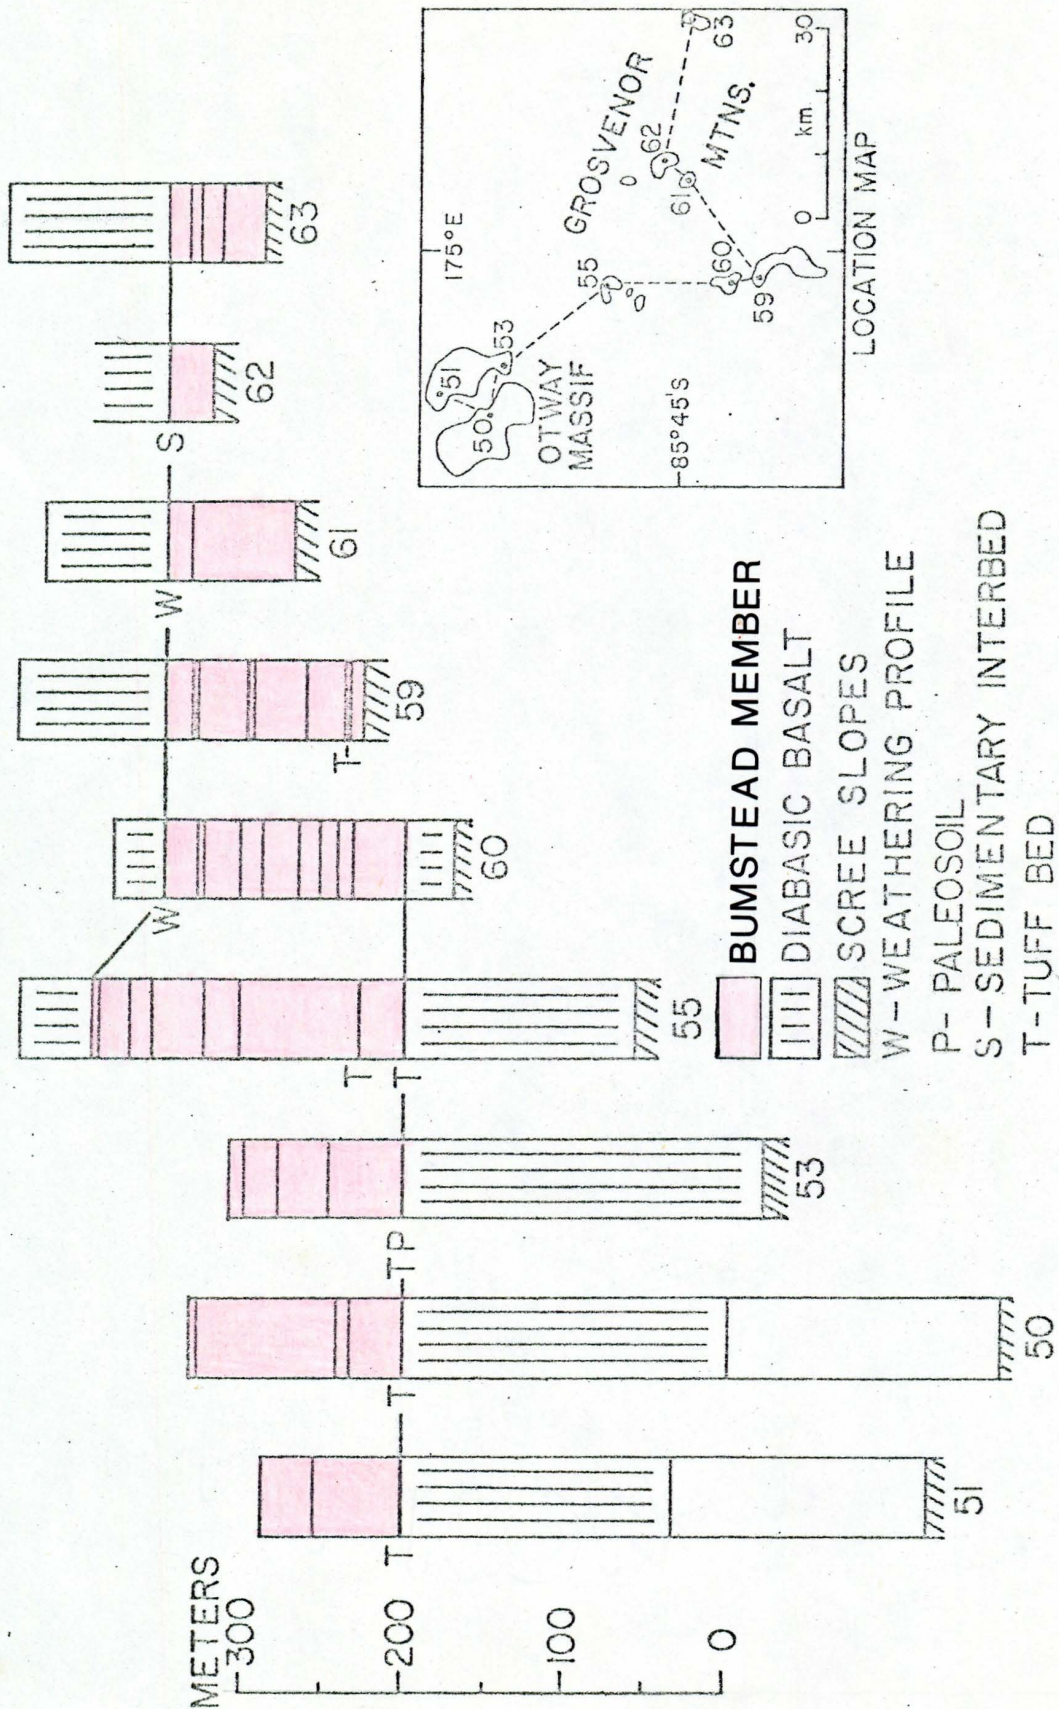 METERS
300
200
100
0
T
T
TP
T
T
W
T
W
S
51
50
53
55
60
59
61
62
63
BUMSTEAD MEMBER
DIABASIC BASALT
SCREE SLOPES
W-WEATHERING PROFILE
P- PALEOSOIL
S- SEDIMENTARY INTERBED
T-TUFF BED
175°E
51
50
53
OTWAY
MASSIF
55
GROSVENOR
MTNS.
62
61
63
60
59
85°45'S
0 km 30
LOCATION MAP